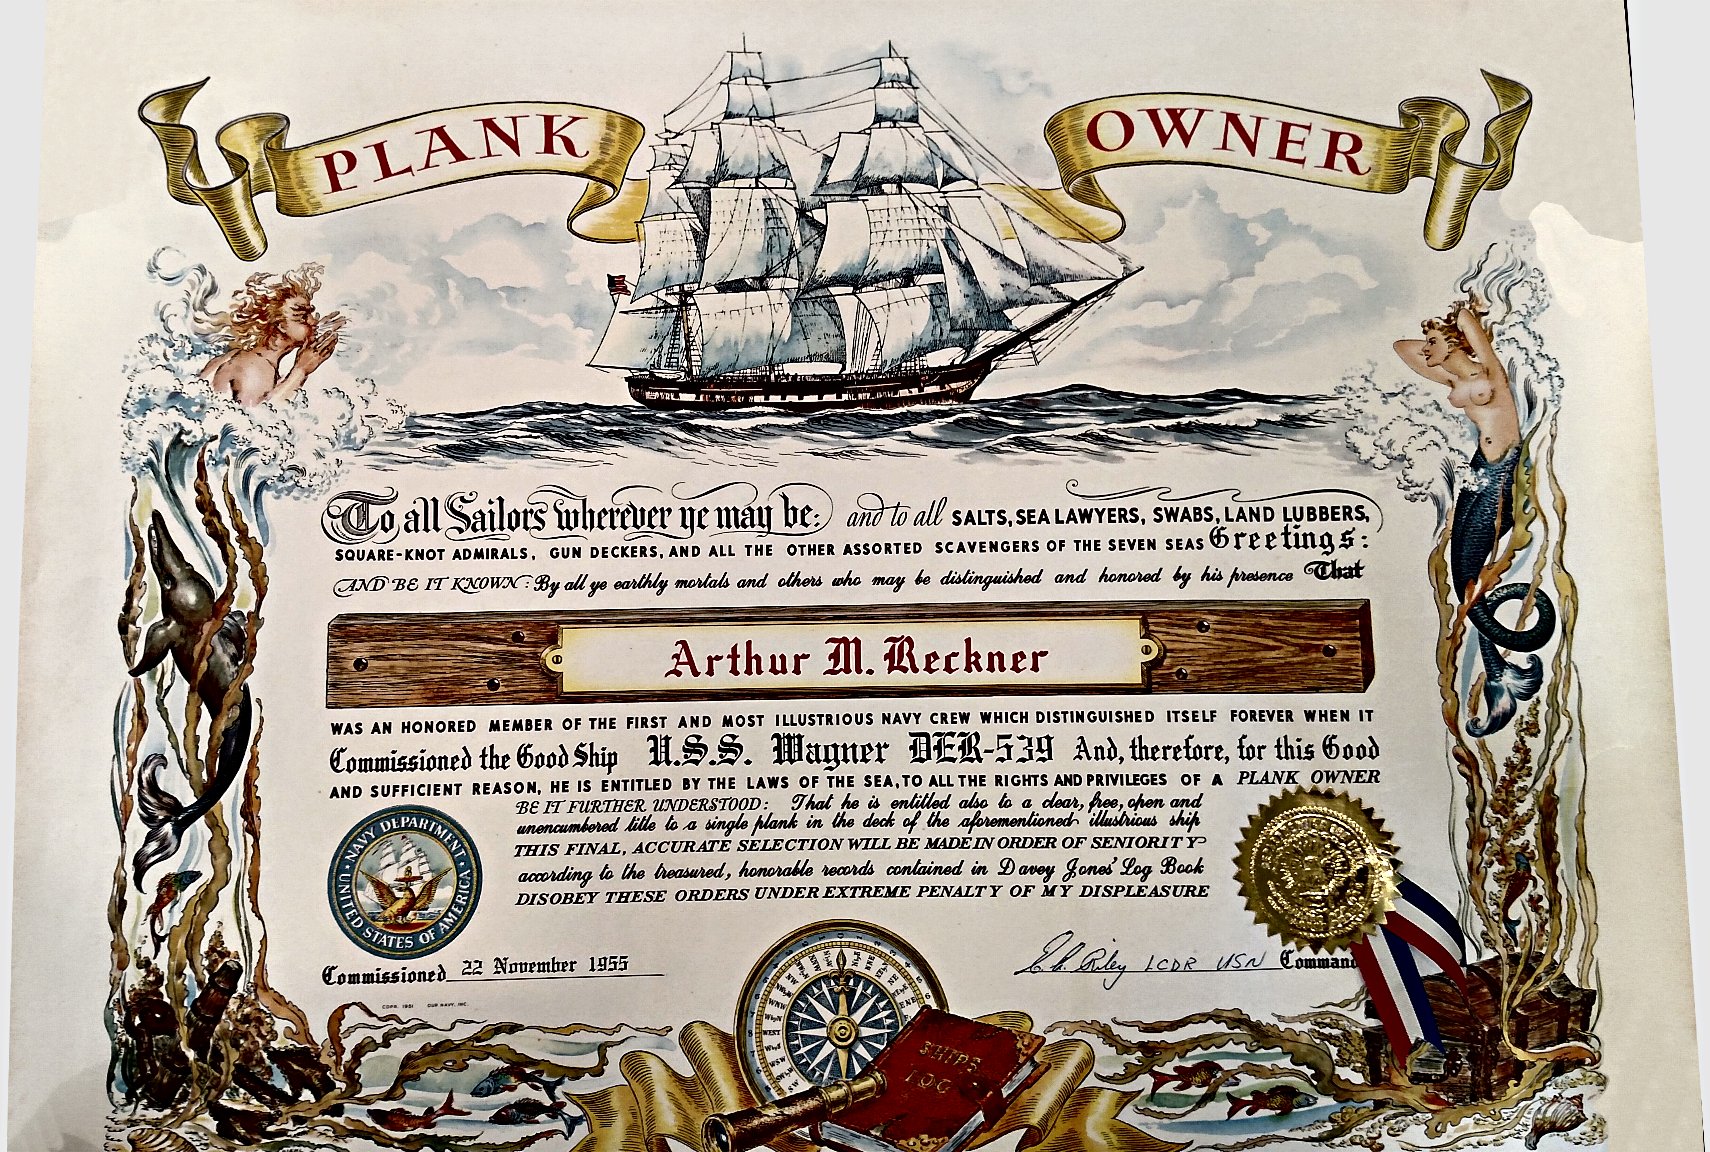 PLANK OWNER
To all Sailors wherever ye may be: and to all SALTS, SEA LAWYERS, SWABS, LAND LUBBERS,
SQUARE-KNOT ADMIRALS, GUN DECKERS, AND ALL THE OTHER ASSORTED SCAVENGERS OF THE SEVEN SEAS Greetings:
AND BE IT KNOWN: By all ye earthly mortals and others who may be distinguished and honored by his presence That
Arthur M. Reckner
WAS AN HONORED MEMBER OF THE FIRST AND MOST ILLUSTRIOUS NAVY CREW WHICH DISTINGUISHED ITSELF FOREVER WHEN IT
Commissioned the Good Ship U.S.S. Wagner DER-539 And, therefore, for this Good
AND SUFFICIENT REASON, HE IS ENTITLED BY THE LAWS OF THE SEA, TO ALL THE RIGHTS AND PRIVILEGES OF A PLANK OWNER
BE IT FURTHER UNDERSTOOD: That he is entitled also to a clear, free, open and
unencumbered title to a single plank in the deck of the aforementioned illustrious ship
THIS FINAL, ACCURATE SELECTION WILL BE MADE IN ORDER OF SENIORITY
according to the treasured, honorable records contained in Davey Jones' Log Book
DISOBEY THESE ORDERS UNDER EXTREME PENALTY OF MY DISPLEASURE
NAVY DEPARTMENT
UNITED STATES OF AMERICA
Commissioned 22 November 1955
Riley LCDR USN Command
COPR. 1951 OUR NAVY, INC.
SHIPS
LOG